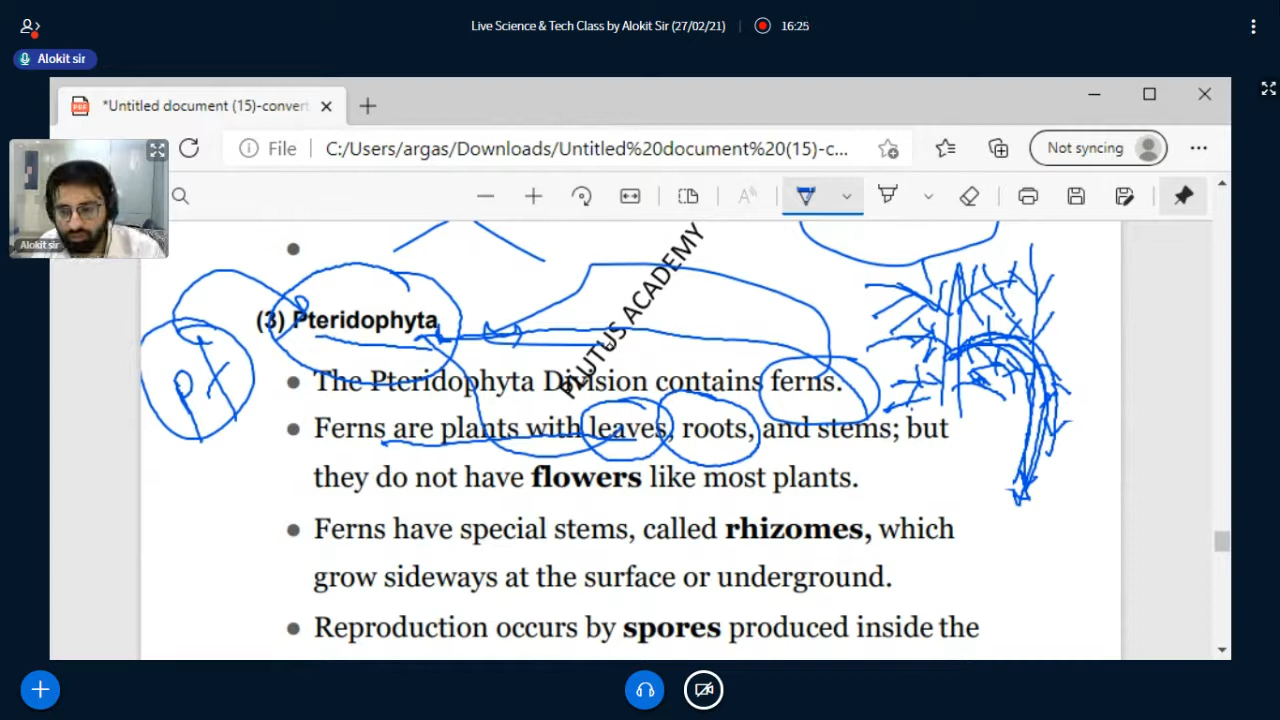 Live Science & Tech Class by Alokit Sir (27/02/21) 16:25
Alokit sir
*Untitled document (15)-convert
File C:/Users/argas/Downloads/Untitled%20document%20(15)-c... Not syncing
Alokit sir
PLUTUS ACADEMY
(3) Pteridophyta
• The Pteridophyta Division contains ferns.
• Ferns are plants with leaves, roots, and stems; but
they do not have flowers like most plants.
• Ferns have special stems, called rhizomes, which
grow sideways at the surface or underground.
• Reproduction occurs by spores produced inside the